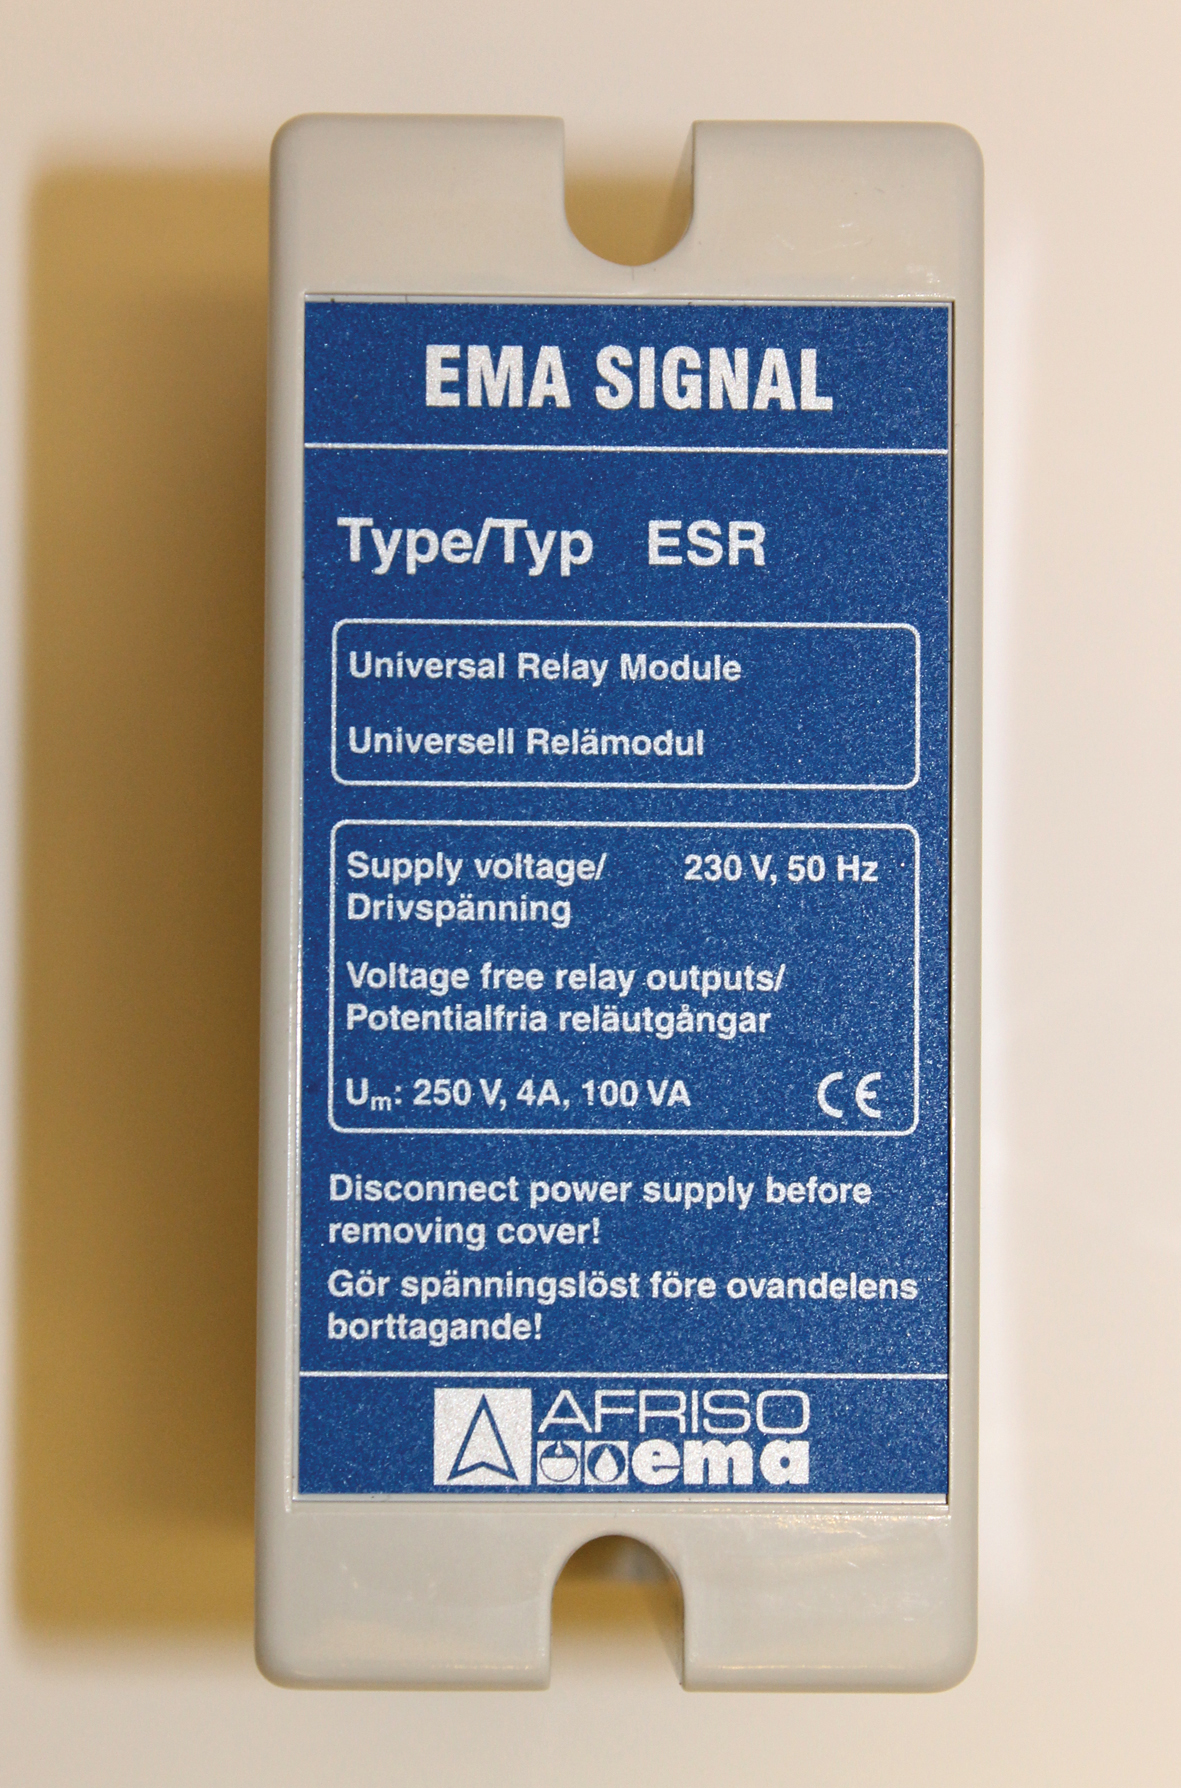 EMA SIGNAL
Type/Typ ESR
Universal Relay Module
Universell Relämodul
Supply voltage/ 230 V, 50 Hz
Drivspänning
Voltage free relay outputs/
Potentialfria reläutgångar
Um: 250 V, 4A, 100 VA CE
Disconnect power supply before
removing cover!
Gör spänningslöst före ovandelens
borttagande!
AFRISO
ema